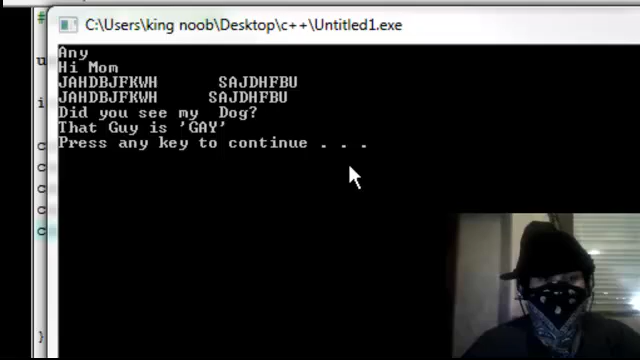 C:\Users\king noob\Desktop\c++\Untitled1.exe
#
Any
u
Hi Mom
JAHDBJFKWH      SAJDHFBU
i
JAHDBJFKWH     SAJDHFBU
Did you see my  Dog?
That Guy is 'GAY'
c
Press any key to continue . . .
c
c
c
c
}